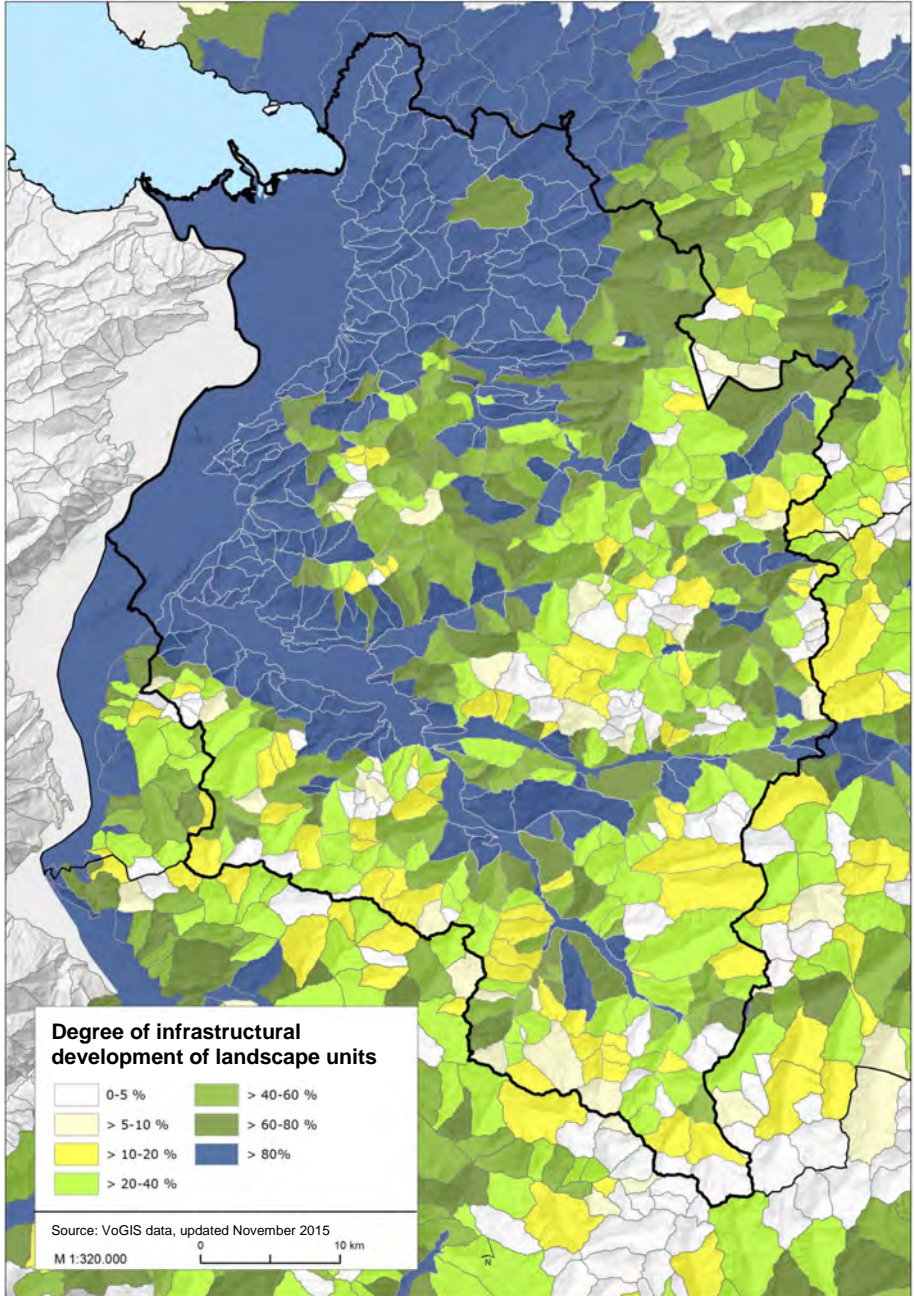 Degree of infrastructural
development of landscape units
0-5 %
> 5-10 %
> 10-20 %
> 20-40 %
> 40-60 %
> 60-80 %
> 80%
Source: VoGIS data, updated November 2015
M 1:320.000
0 10 km
N